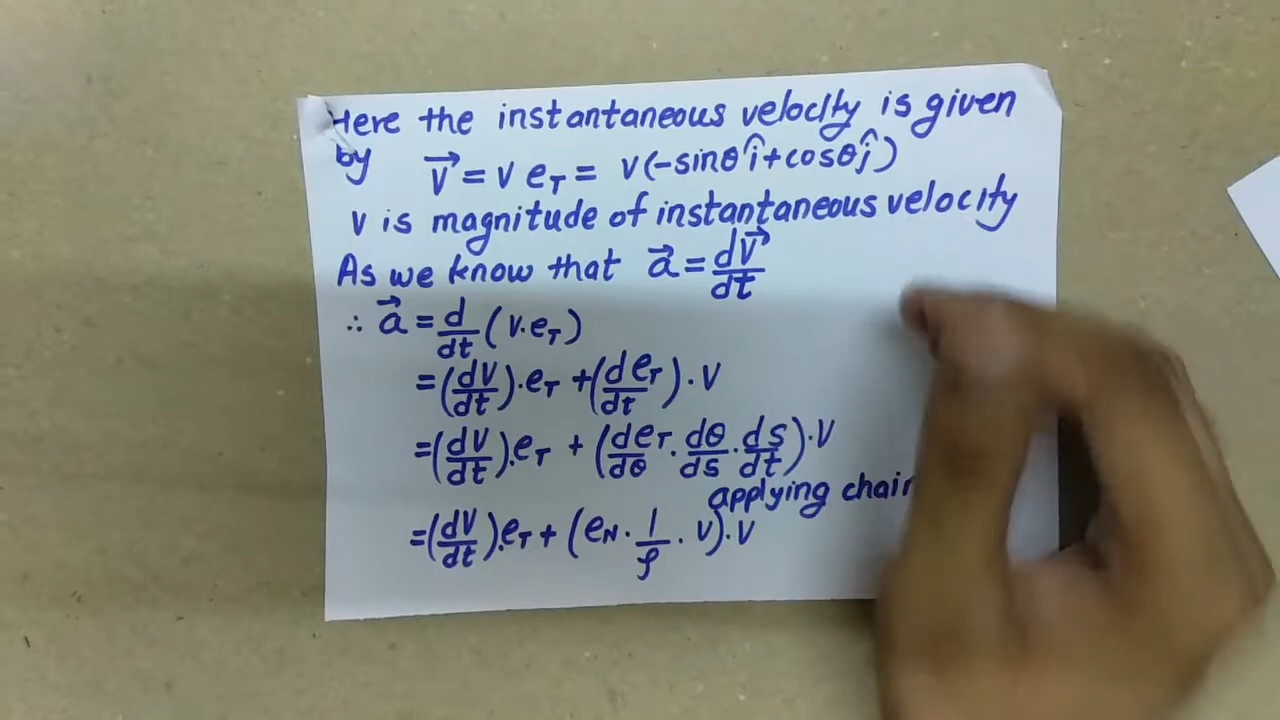 Here the instantaneous velocity is given
by v⃗ = v e_T = v(-sinθ î + cosθ ĵ)
v is magnitude of instantaneous velocity
As we know that a⃗ = dv⃗/dt
∴ a⃗ = d/dt (v·e_T)
= (dv/dt)·e_T + (de_T/dt)·v
= (dv/dt)·e_T + (de_T/dθ · dθ/ds · ds/dt)·v
applying
= (dv/dt)·e_T + (e_N · 1/ρ · v)·v